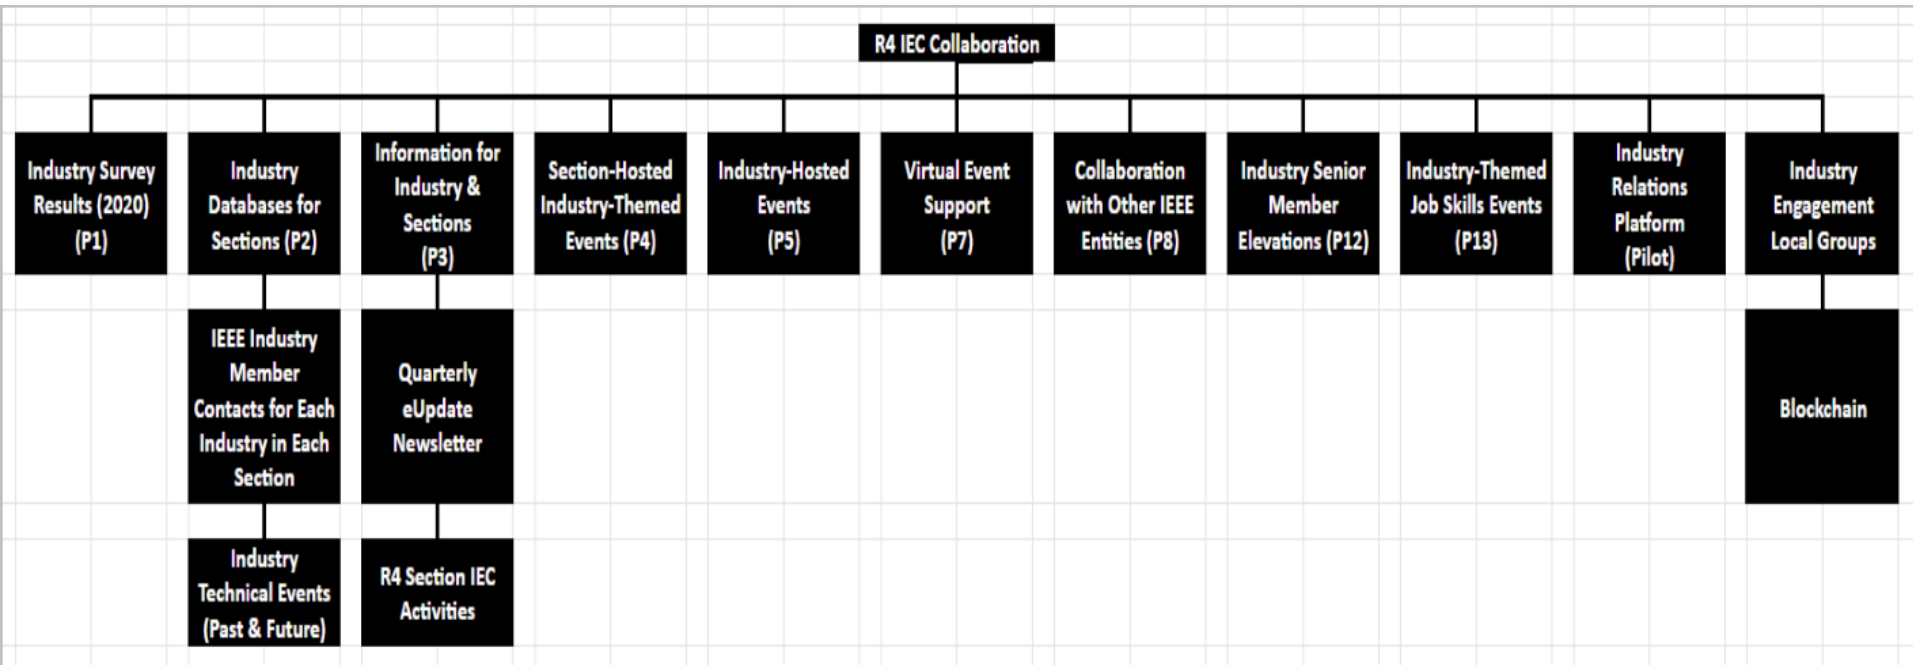 R4 IEC Collaboration
Industry Survey
Results (2020)
(P1)
Industry
Databases for
Sections (P2)
Information for
Industry &
Sections
(P3)
Section-Hosted
Industry-Themed
Events (P4)
Industry-Hosted
Events
(P5)
Virtual Event
Support
(P7)
Collaboration
with Other IEEE
Entities (P8)
Industry Senior
Member
Elevations (P12)
Industry-Themed
Job Skills Events
(P13)
Industry
Relations
Platform
(Pilot)
Industry
Engagement
Local Groups
IEEE Industry
Member
Contacts for Each
Industry in Each
Section
Quarterly
eUpdate
Newsletter
Blockchain
Industry
Technical Events
(Past & Future)
R4 Section IEC
Activities